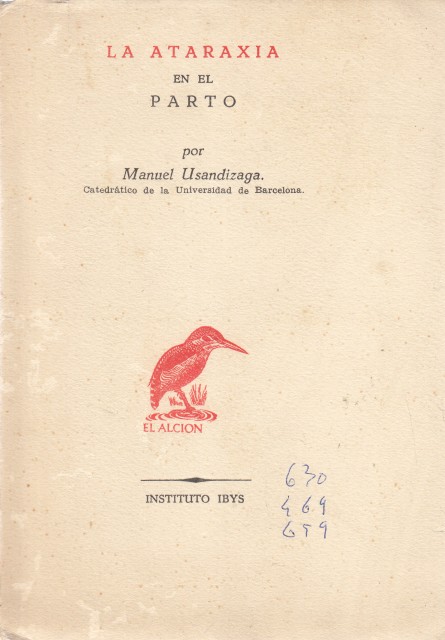 LA ATARAXIA
EN EL
PARTO
por
Manuel Usandizaga.
Catedrático de la Universidad de Barcelona.
EL ALCION
INSTITUTO IBYS
630
469
659